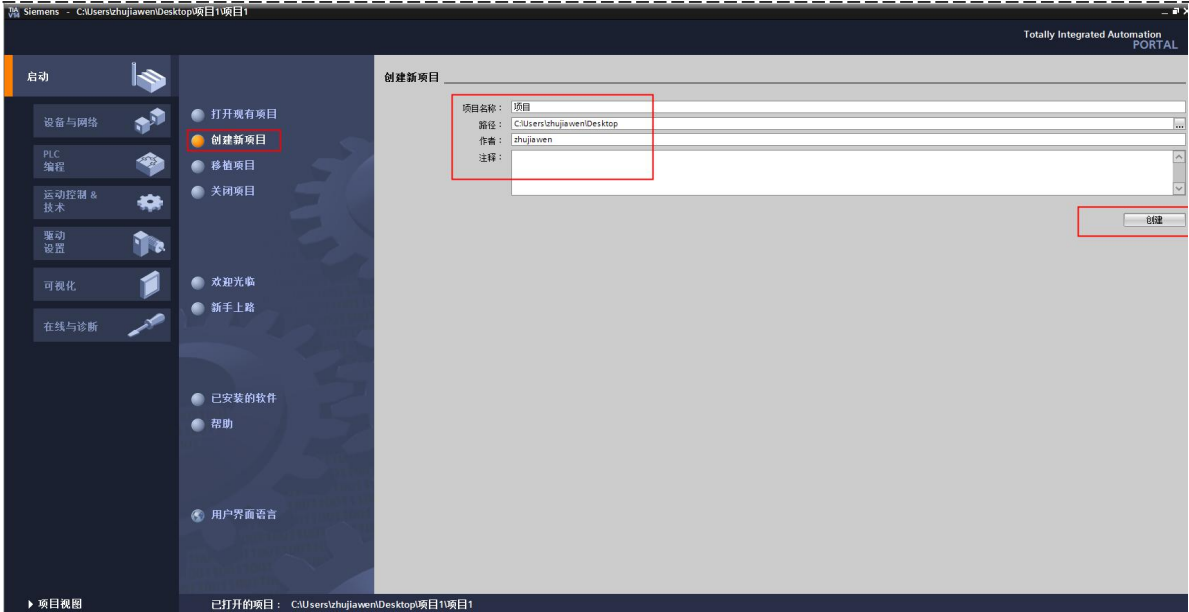 Siemens - C:\Users\zhujiawen\Desktop\项目1\项目1
Totally Integrated Automation
PORTAL
启动
设备与网络
PLC
编程
运动控制 &
技术
驱动
设置
可视化
在线与诊断
项目视图
打开现有项目
创建新项目
移植项目
关闭项目
欢迎光临
新手上路
已安装的软件
帮助
用户界面语言
创建新项目
项目名称： 项目
路径： C:\Users\zhujiawen\Desktop
...
作者： zhujiawen
注释：
创建
已打开的项目： C:\Users\zhujiawen\Desktop\项目1\项目1